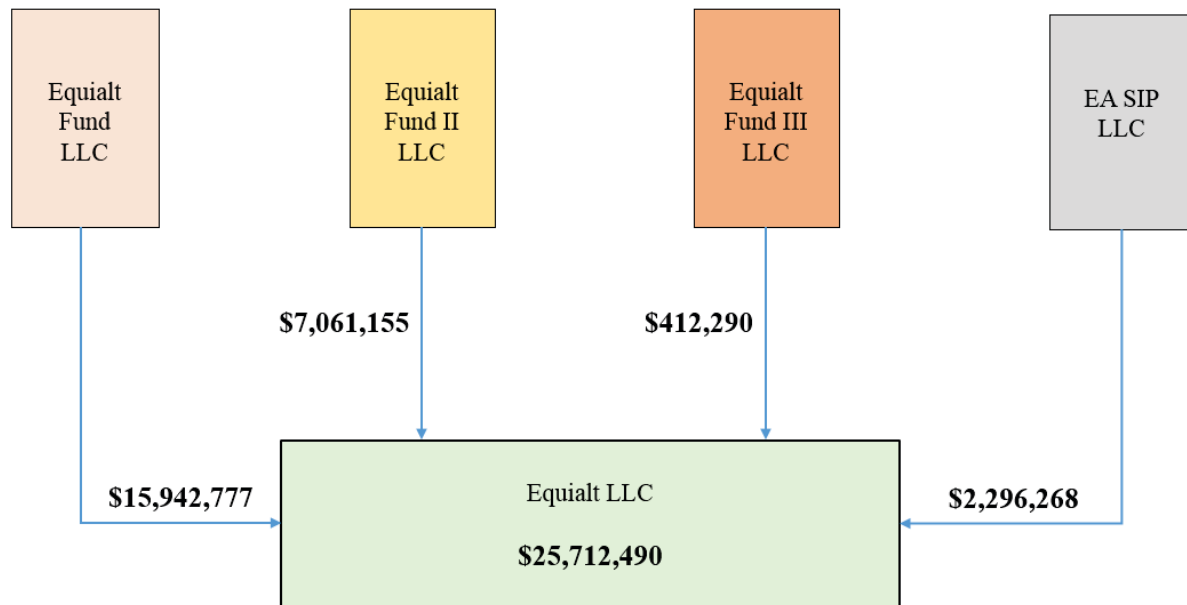 Equialt
Fund
LLC
Equialt
Fund II
LLC
Equialt
Fund III
LLC
EA SIP
LLC
$7,061,155
$412,290
$15,942,777
Equialt LLC
$2,296,268
$25,712,490